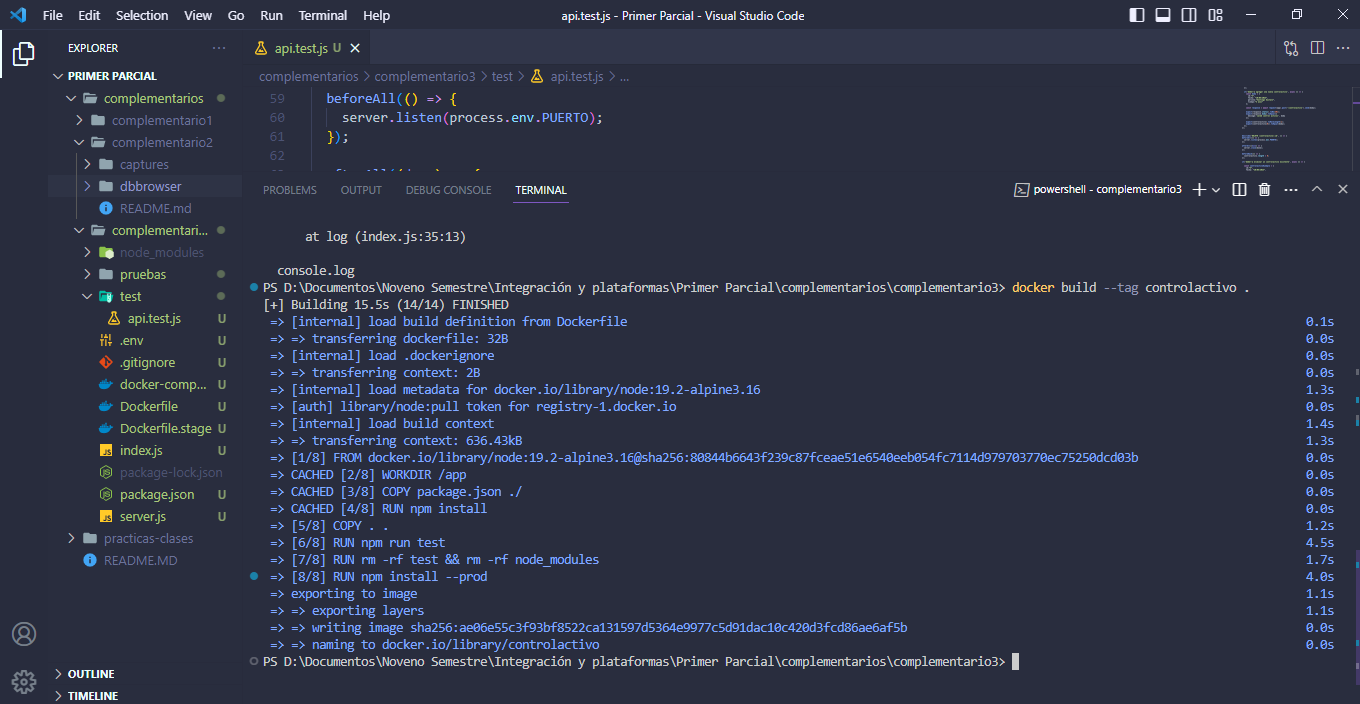 File Edit Selection View Go Run Terminal Help api.test.js - Primer Parcial - Visual Studio Code
EXPLORER
PRIMER PARCIAL
complementarios
complementario1
complementario2
captures
dbbrowser
README.md
complementari...
node_modules
pruebas
test
api.test.js U
.env U
.gitignore U
docker-comp... U
Dockerfile U
Dockerfile.stage U
index.js U
package-lock.json
package.json U
server.js U
practicas-clases
README.MD
OUTLINE
TIMELINE
api.test.js U
complementarios > complementario3 > test > api.test.js > ...
59 beforeAll(() => {
60 server.listen(process.env.PUERTO);
61 });
62
PROBLEMS OUTPUT DEBUG CONSOLE TERMINAL powershell - complementario3
at log (index.js:35:13)
console.log
PS D:\Documentos\Noveno Semestre\Integración y plataformas\Primer Parcial\complementarios\complementario3> docker build --tag controlactivo .
[+] Building 15.5s (14/14) FINISHED
=> [internal] load build definition from Dockerfile 0.1s
=> => transferring dockerfile: 32B 0.0s
=> [internal] load .dockerignore 0.0s
=> => transferring context: 2B 0.0s
=> [internal] load metadata for docker.io/library/node:19.2-alpine3.16 1.3s
=> [auth] library/node:pull token for registry-1.docker.io 0.0s
=> [internal] load build context 1.4s
=> => transferring context: 636.43kB 1.3s
=> [1/8] FROM docker.io/library/node:19.2-alpine3.16@sha256:80844b6643f239c87fceae51e6540eeb054fc7114d979703770ec75250dcd03b 0.0s
=> CACHED [2/8] WORKDIR /app 0.0s
=> CACHED [3/8] COPY package.json ./ 0.0s
=> CACHED [4/8] RUN npm install 0.0s
=> [5/8] COPY . . 1.2s
=> [6/8] RUN npm run test 4.5s
=> [7/8] RUN rm -rf test && rm -rf node_modules 1.7s
=> [8/8] RUN npm install --prod 4.0s
=> exporting to image 1.1s
=> => exporting layers 1.1s
=> => writing image sha256:ae06e55c3f93bf8522ca131597d5364e9977c5d91dac10c420d3fcd86ae6af5b 0.0s
=> => naming to docker.io/library/controlactivo 0.0s
PS D:\Documentos\Noveno Semestre\Integración y plataformas\Primer Parcial\complementarios\complementario3>